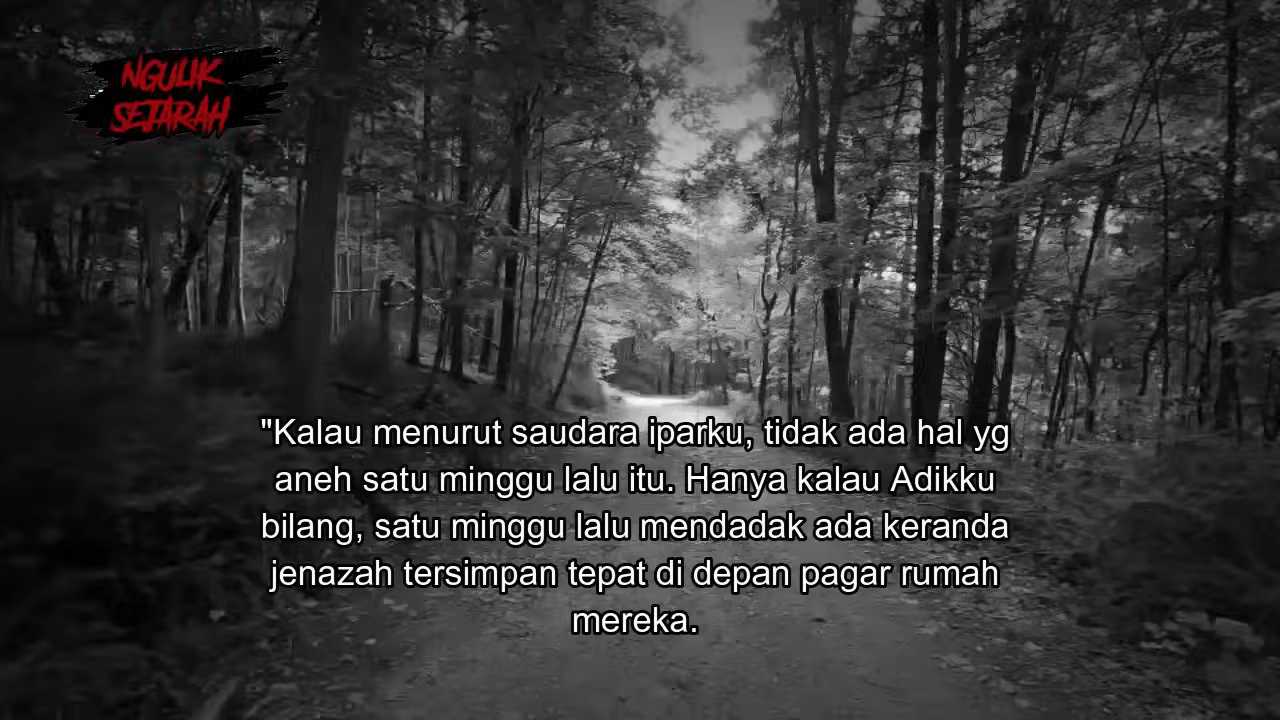 NGULIK
SEJARAH
"Kalau menurut saudara iparku, tidak ada hal yg
aneh satu minggu lalu itu. Hanya kalau Adikku
bilang, satu minggu lalu mendadak ada keranda
jenazah tersimpan tepat di depan pagar rumah
mereka.